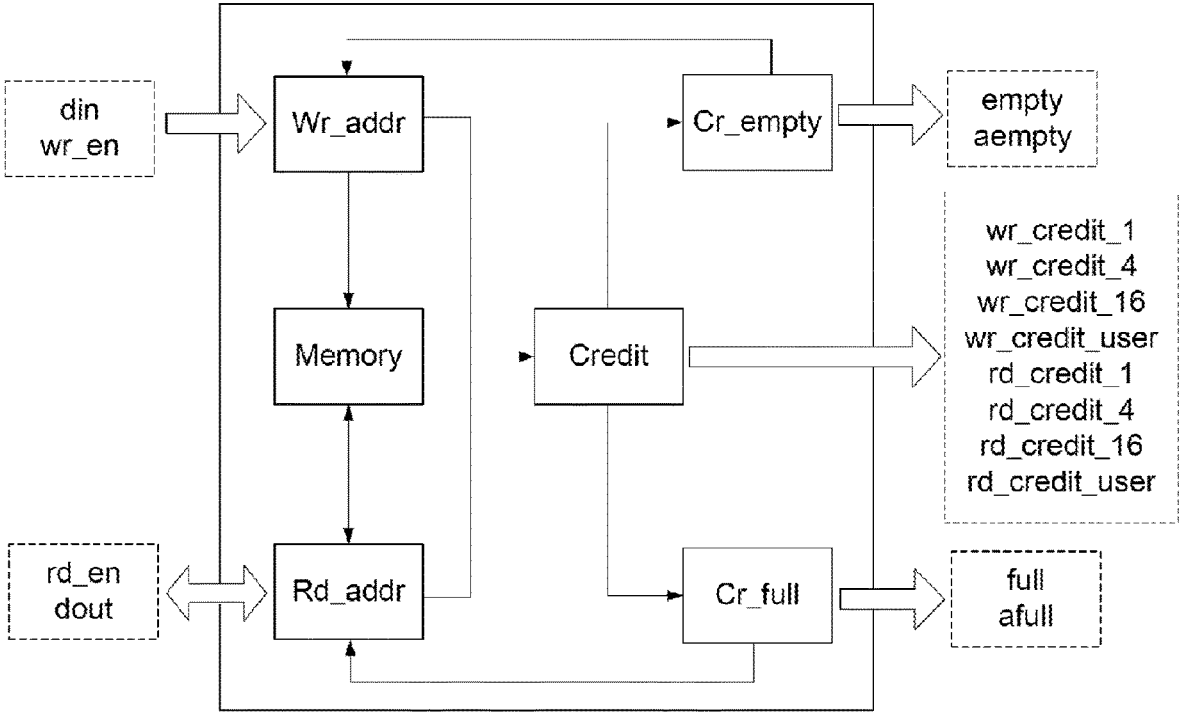 din
wr_en
Wr_addr
Cr_empty
empty
aempty
Memory
Credit
wr_credit_1
wr_credit_4
wr_credit_16
wr_credit_user
rd_credit_1
rd_credit_4
rd_credit_16
rd_credit_user
rd_en
dout
Rd_addr
Cr_full
full
afull